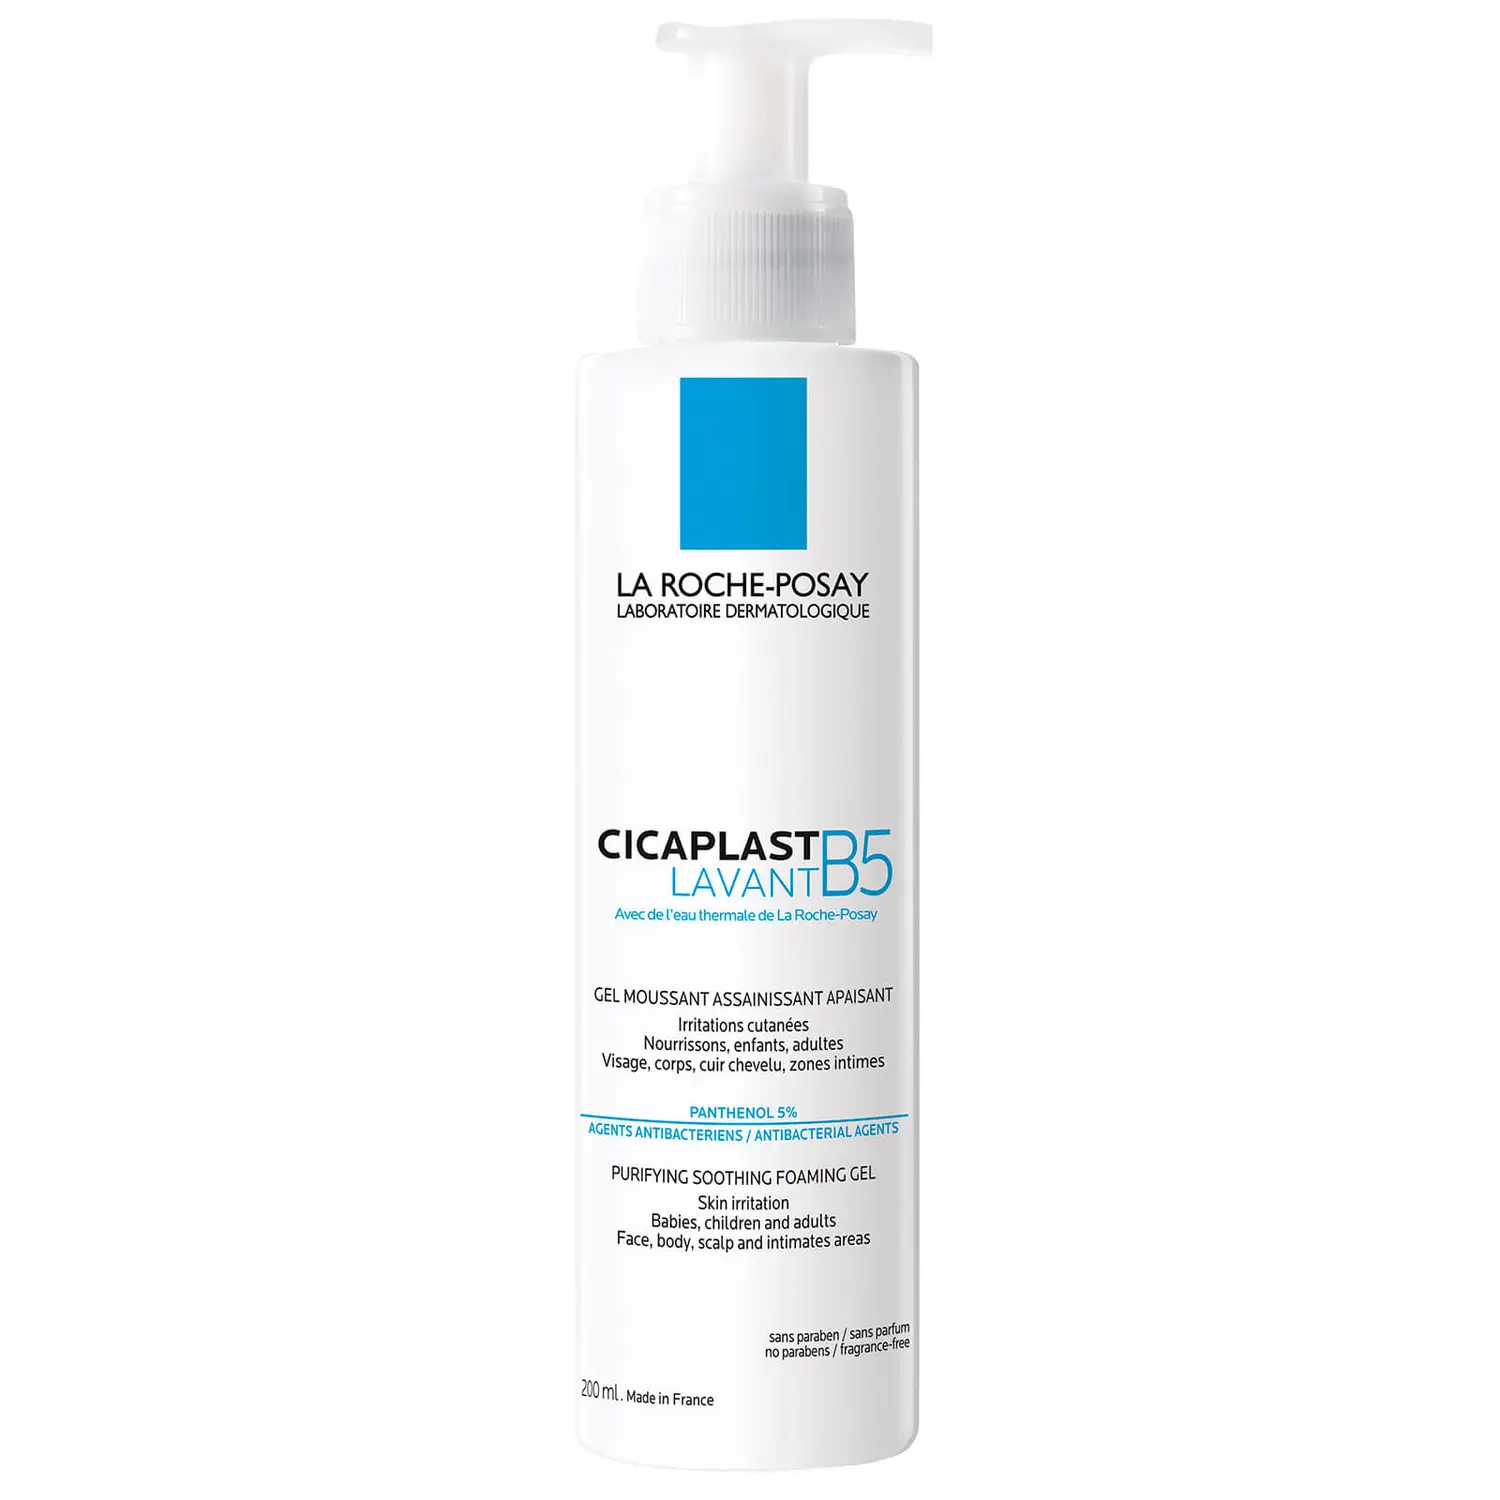 LA ROCHE-POSAY
LABORATOIRE DERMATOLOGIQUE
CICAPLAST
LAVANT B5
Avec de l'eau thermale de La Roche-Posay
GEL MOUSSANT ASSAINISSANT APAISANT
Irritations cutanées
Nourrissons, enfants, adultes
Visage, corps, cuir chevelu, zones intimes
PANTHENOL 5%
AGENTS ANTIBACTERIENS / ANTIBACTERIAL AGENTS
PURIFYING SOOTHING FOAMING GEL
Skin irritation
Babies, children and adults
Face, body, scalp and intimates areas
sans paraben / sans parfum
no parabens / fragrance-free
200 ml. Made in France